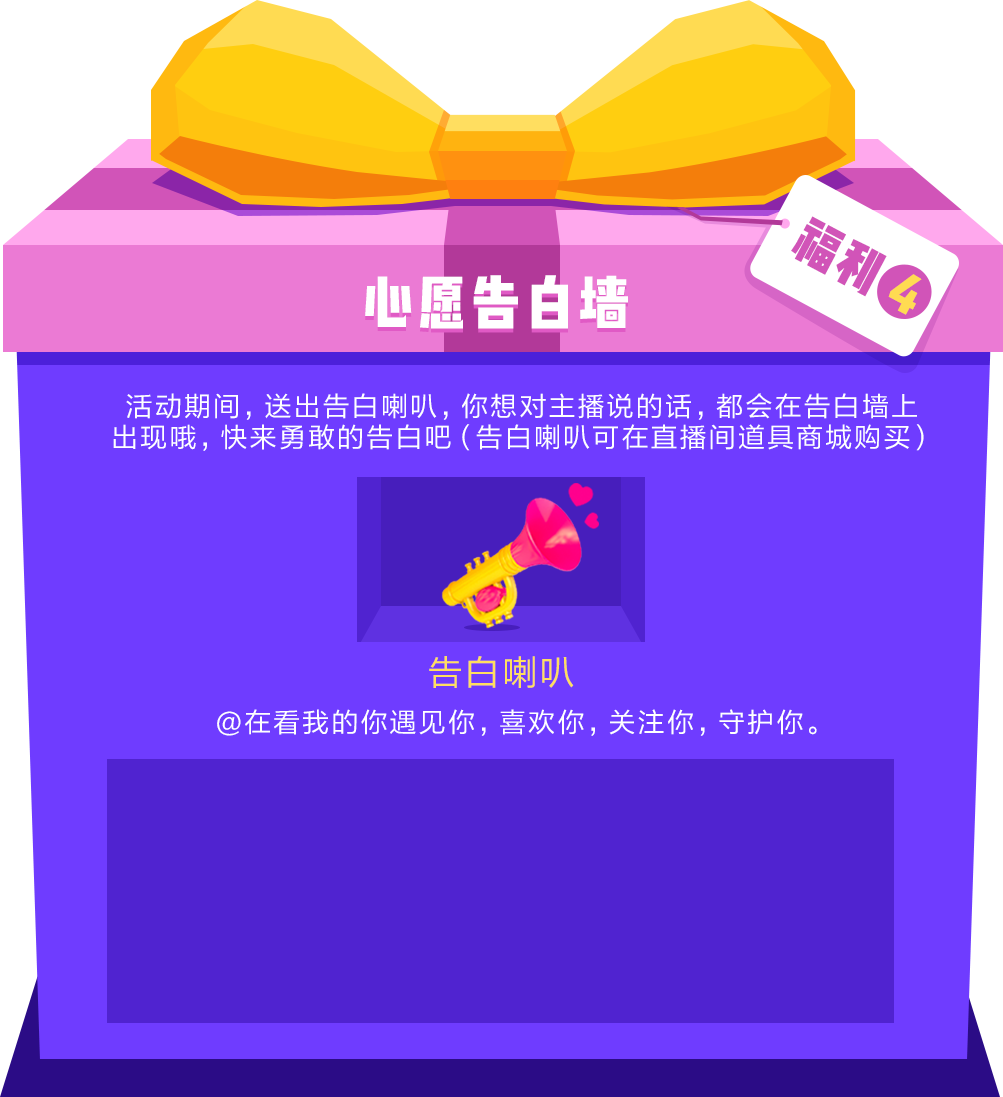 福利4
心愿告白墙
活动期间，送出告白喇叭，你想对主播说的话，都会在告白墙上
出现哦，快来勇敢的告白吧（告白喇叭可在直播间道具商城购买）
告白喇叭
@在看我的你遇见你，喜欢你，关注你，守护你。